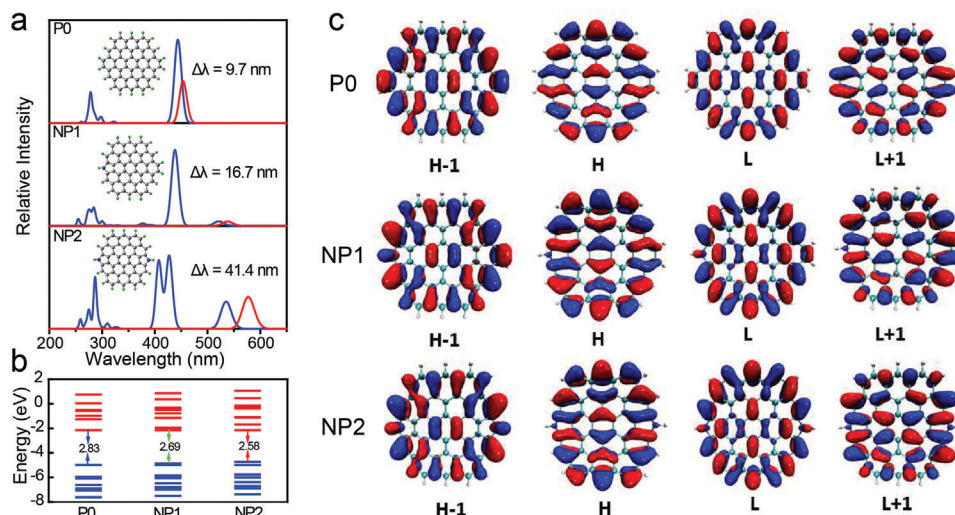 a
P0
Δλ = 9.7 nm
NP1
Δλ = 16.7 nm
NP2
Δλ = 41.4 nm
Relative Intensity
200 300 400 500 600
Wavelength (nm)
b
Energy (eV)
2
0
-2
-4
-6
-8
2.83
2.69
2.58
P0 NP1 NP2
c
P0
H-1 H L L+1
NP1
H-1 H L L+1
NP2
H-1 H L L+1